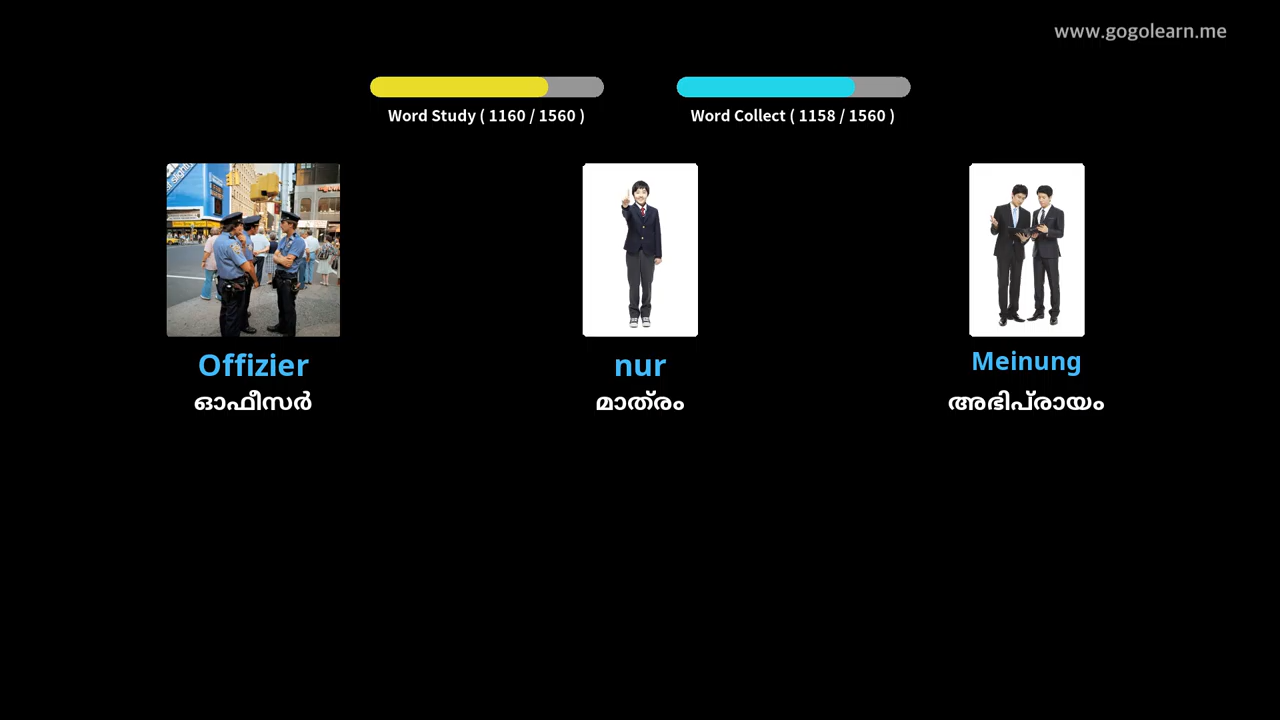 www.gogolearn.me
Word Study ( 1160 / 1560 )
Word Collect ( 1158 / 1560 )
Offizier
nur
Meinung
ഓഫീസർ
മാത്രം
അഭിപ്രായം